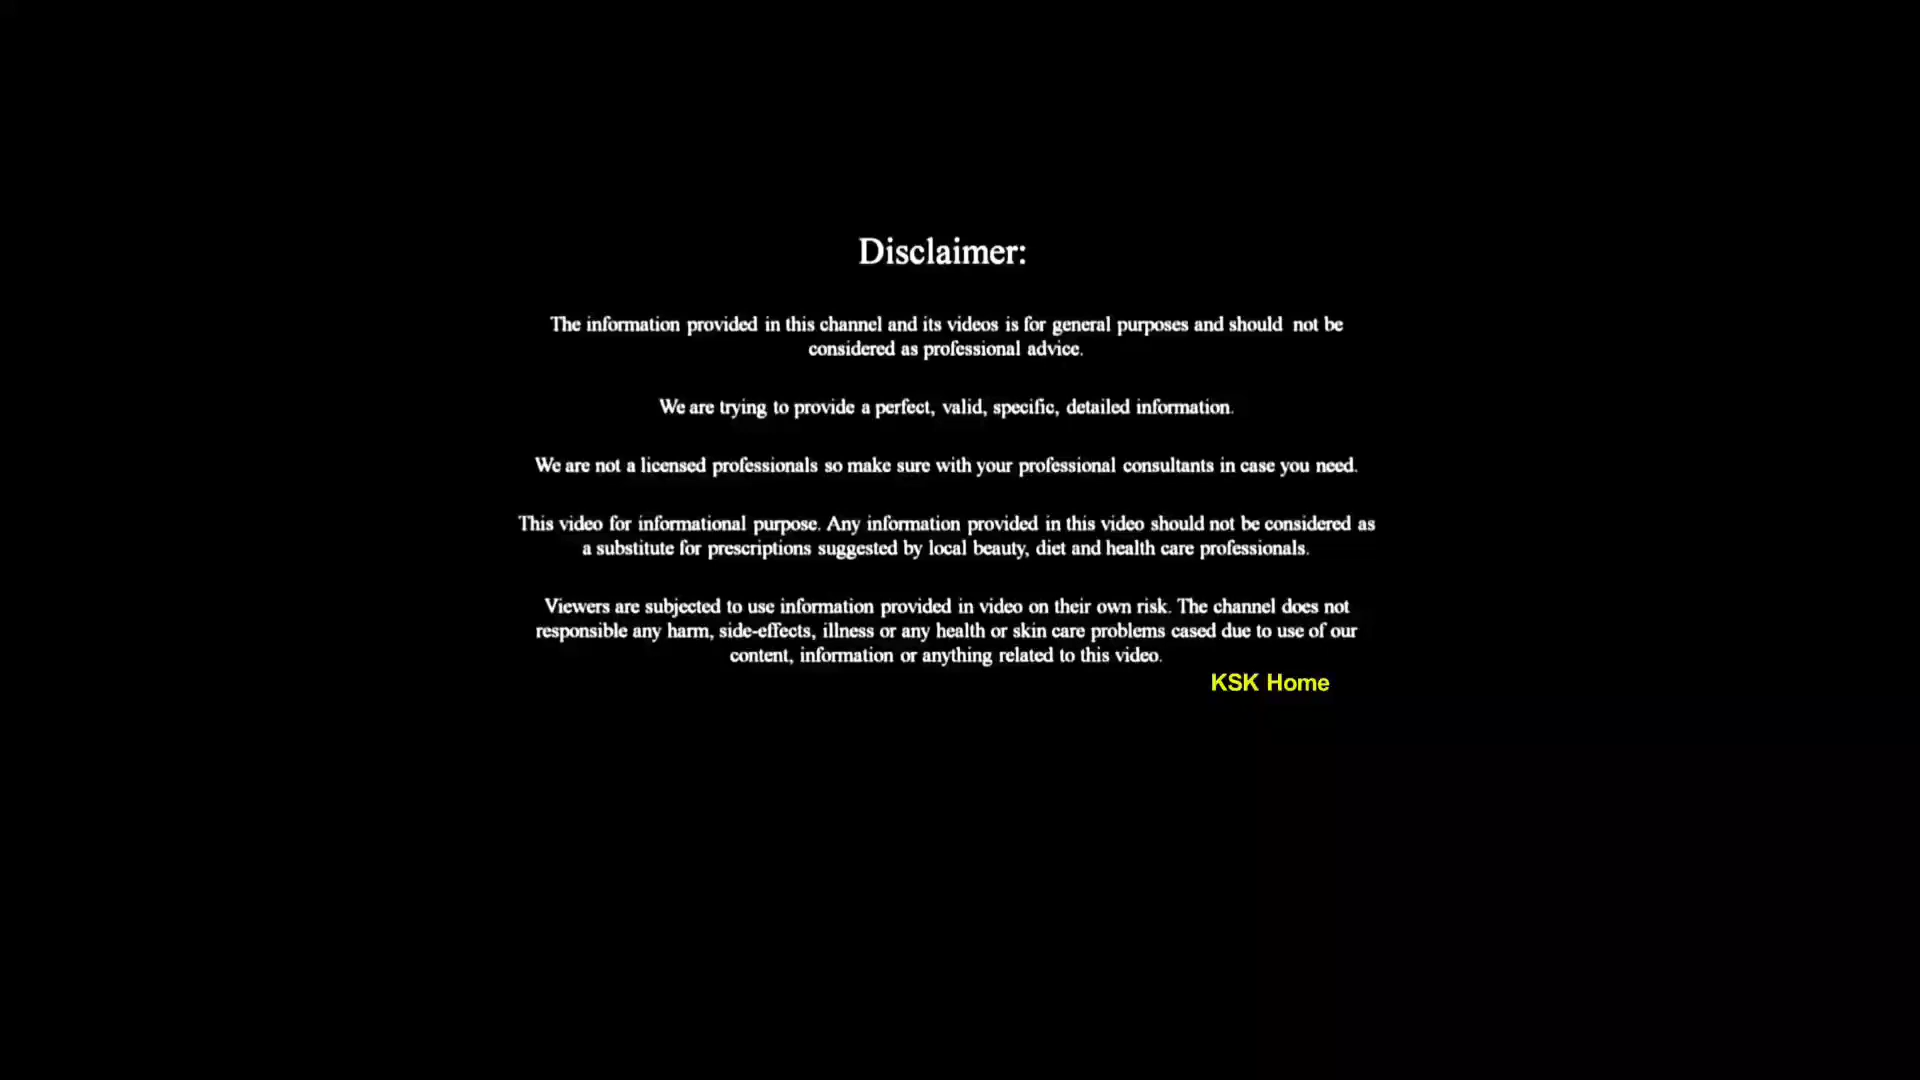 Disclaimer:
The information provided in this channel and its videos is for general purposes and should not be
considered as professional advice.
We are trying to provide a perfect, valid, specific, detailed information.
We are not a licensed professionals so make sure with your professional consultants in case you need.
This video for informational purpose. Any information provided in this video should not be considered as
a substitute for prescriptions suggested by local beauty, diet and health care professionals.
Viewers are subjected to use information provided in video on their own risk. The channel does not
responsible any harm, side-effects, illness or any health or skin care problems cased due to use of our
content, information or anything related to this video.
KSK Home